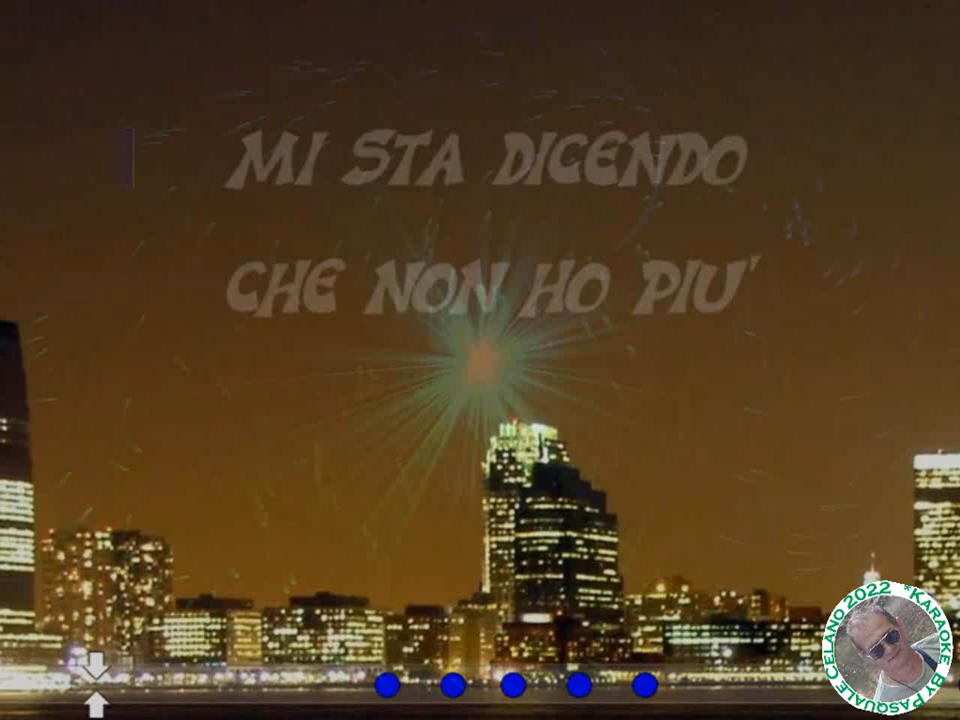 MI STA DICENDO
CHE NON HO PIU'
*KARAOKE BY PASQUALE CELANO 2022